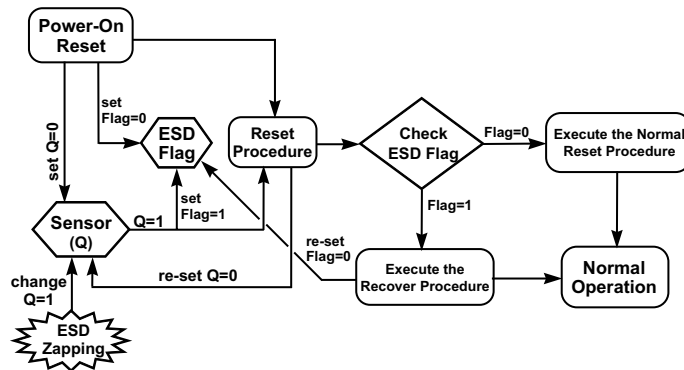 Power-On
Reset
set
Flag=0
ESD
Flag
Reset
Procedure
Check
ESD Flag
Flag=0
Execute the Normal
Reset Procedure
set Q=0
Sensor
(Q)
Q=1
set
Flag=1
Flag=1
re-set
Flag=0
re-set Q=0
Execute the
Recover Procedure
Normal
Operation
change
Q=1
ESD
Zapping